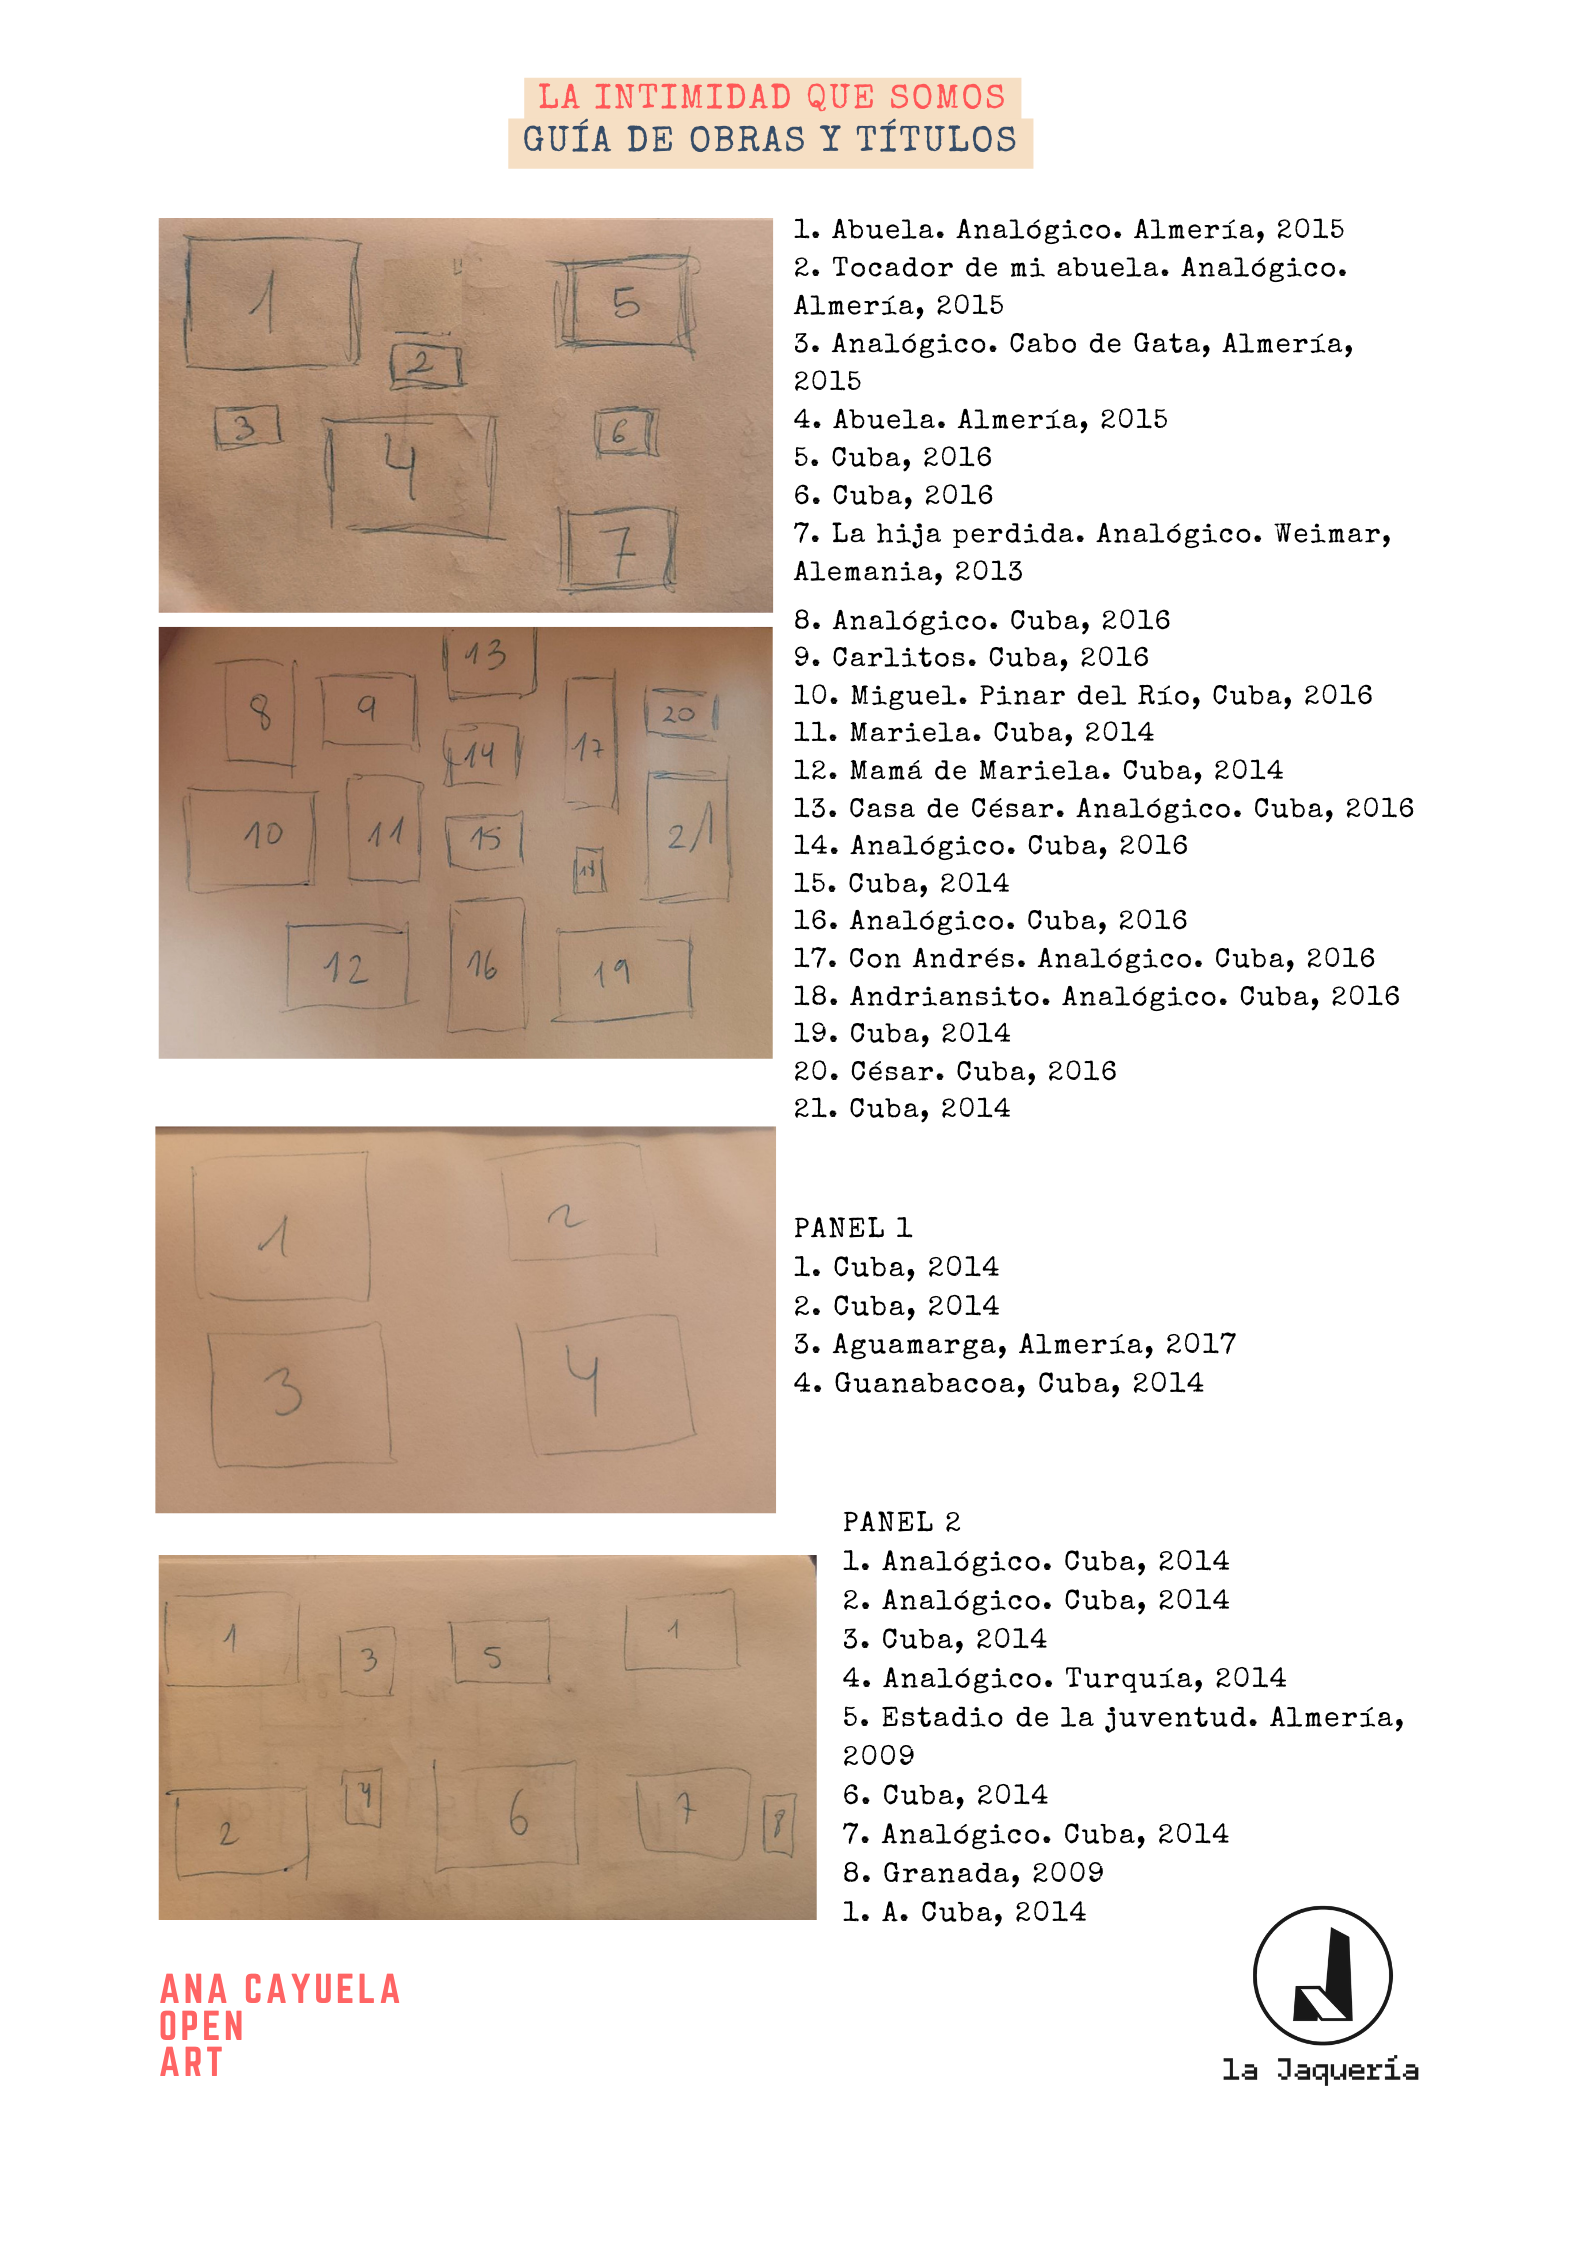 LA INTIMIDAD QUE SOMOS
GUÍA DE OBRAS Y TÍTULOS
1
2
3
4
5
6
7
1. Abuela. Analógico. Almería, 2015
2. Tocador de mi abuela. Analógico.
Almería, 2015
3. Analógico. Cabo de Gata, Almería,
2015
4. Abuela. Almería, 2015
5. Cuba, 2016
6. Cuba, 2016
7. La hija perdida. Analógico. Weimar,
Alemania, 2013
8
9
10
11
12
13
14
15
16
17
18
19
20
21
8. Analógico. Cuba, 2016
9. Carlitos. Cuba, 2016
10. Miguel. Pinar del Río, Cuba, 2016
11. Mariela. Cuba, 2014
12. Mamá de Mariela. Cuba, 2014
13. Casa de César. Analógico. Cuba, 2016
14. Analógico. Cuba, 2016
15. Cuba, 2014
16. Analógico. Cuba, 2016
17. Con Andrés. Analógico. Cuba, 2016
18. Andriansito. Analógico. Cuba, 2016
19. Cuba, 2014
20. César. Cuba, 2016
21. Cuba, 2014
1
2
3
4
PANEL 1
1. Cuba, 2014
2. Cuba, 2014
3. Aguamarga, Almería, 2017
4. Guanabacoa, Cuba, 2014
1
3
5
1
2
4
6
7
8
PANEL 2
1. Analógico. Cuba, 2014
2. Analógico. Cuba, 2014
3. Cuba, 2014
4. Analógico. Turquía, 2014
5. Estadio de la juventud. Almería,
2009
6. Cuba, 2014
7. Analógico. Cuba, 2014
8. Granada, 2009
1. A. Cuba, 2014
ANA CAYUELA
OPEN
ART
la Jaquería